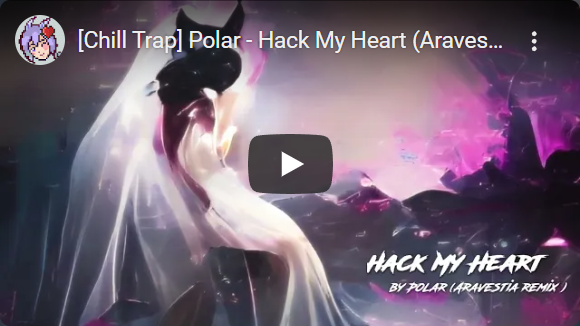 [Chill Trap] Polar - Hack My Heart (Araves...
Hack My Heart
by Polar (Aravestia Remix )